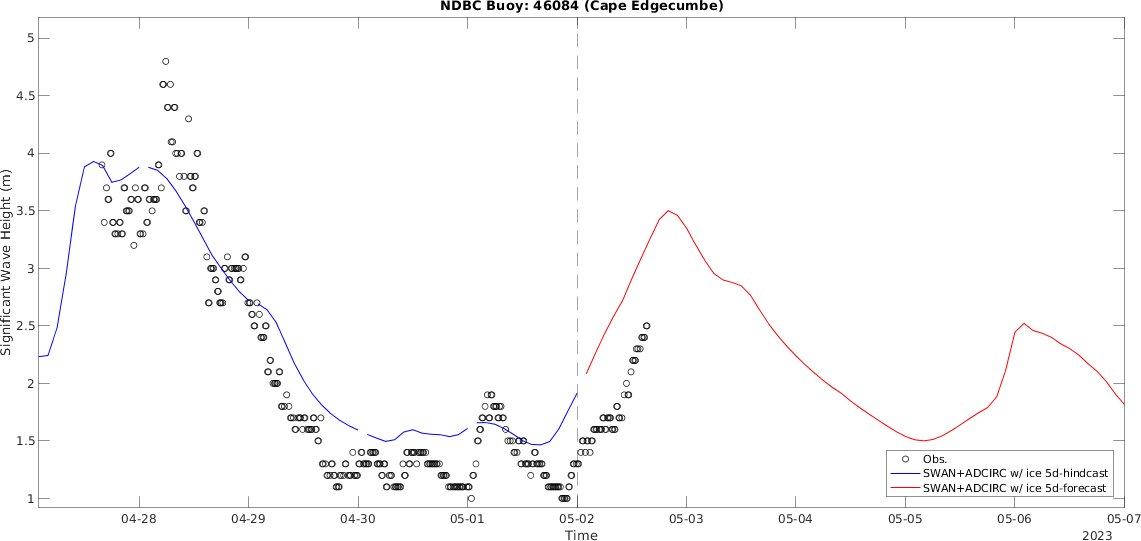 NDBC Buoy: 46084 (Cape Edgecumbe)
5
4.5
4
3.5
3
2.5
2
1.5
1
Significant Wave Height (m)
Obs.
SWAN+ADCIRC w/ ice 5d-hindcast
SWAN+ADCIRC w/ ice 5d-forecast
04-28 04-29 04-30 05-01 05-02 05-03 05-04 05-05 05-06 05-07
Time
2023